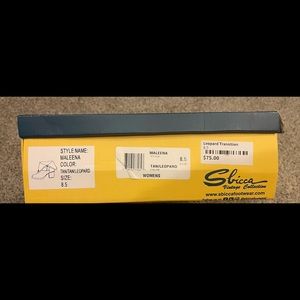 STYLE NAME:
MALEENA
COLOR:
TAN/LEOPARD
SIZE:
8.5
MALEENA
8.5
TAN/LEOPARD
WOMENS
Leopard Transition
8.5
$75.00
Sbicca
Vintage Collection
www.sbiccafootwear.com